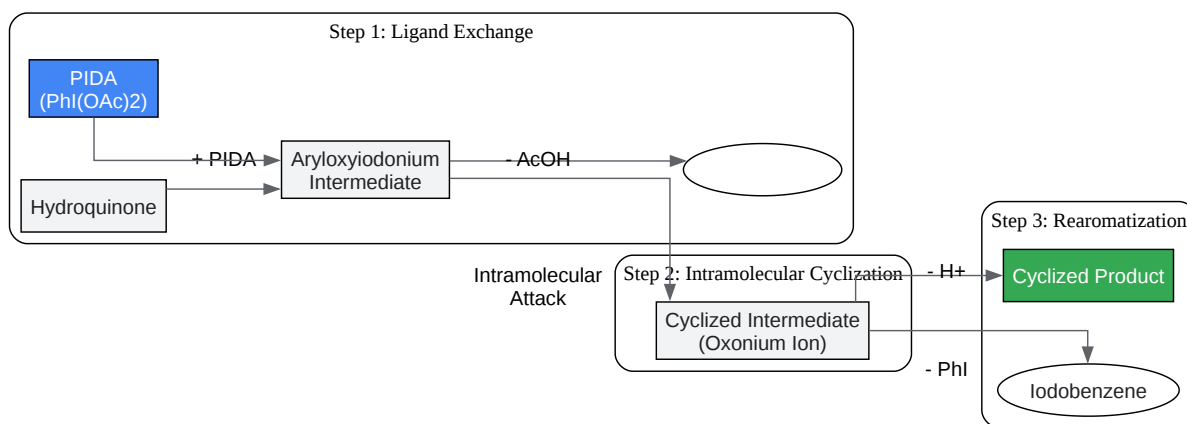 Step 1: Ligand Exchange
PIDA
(PhI(OAc)2)
+ PIDA
Aryloxyiodonium
Intermediate
- AcOH
Hydroquinone
Step 2: Intramolecular Cyclization
Intramolecular
Attack
Cyclized Intermediate
(Oxonium Ion)
- H+
- PhI
Step 3: Rearomatization
Cyclized Product
Iodobenzene